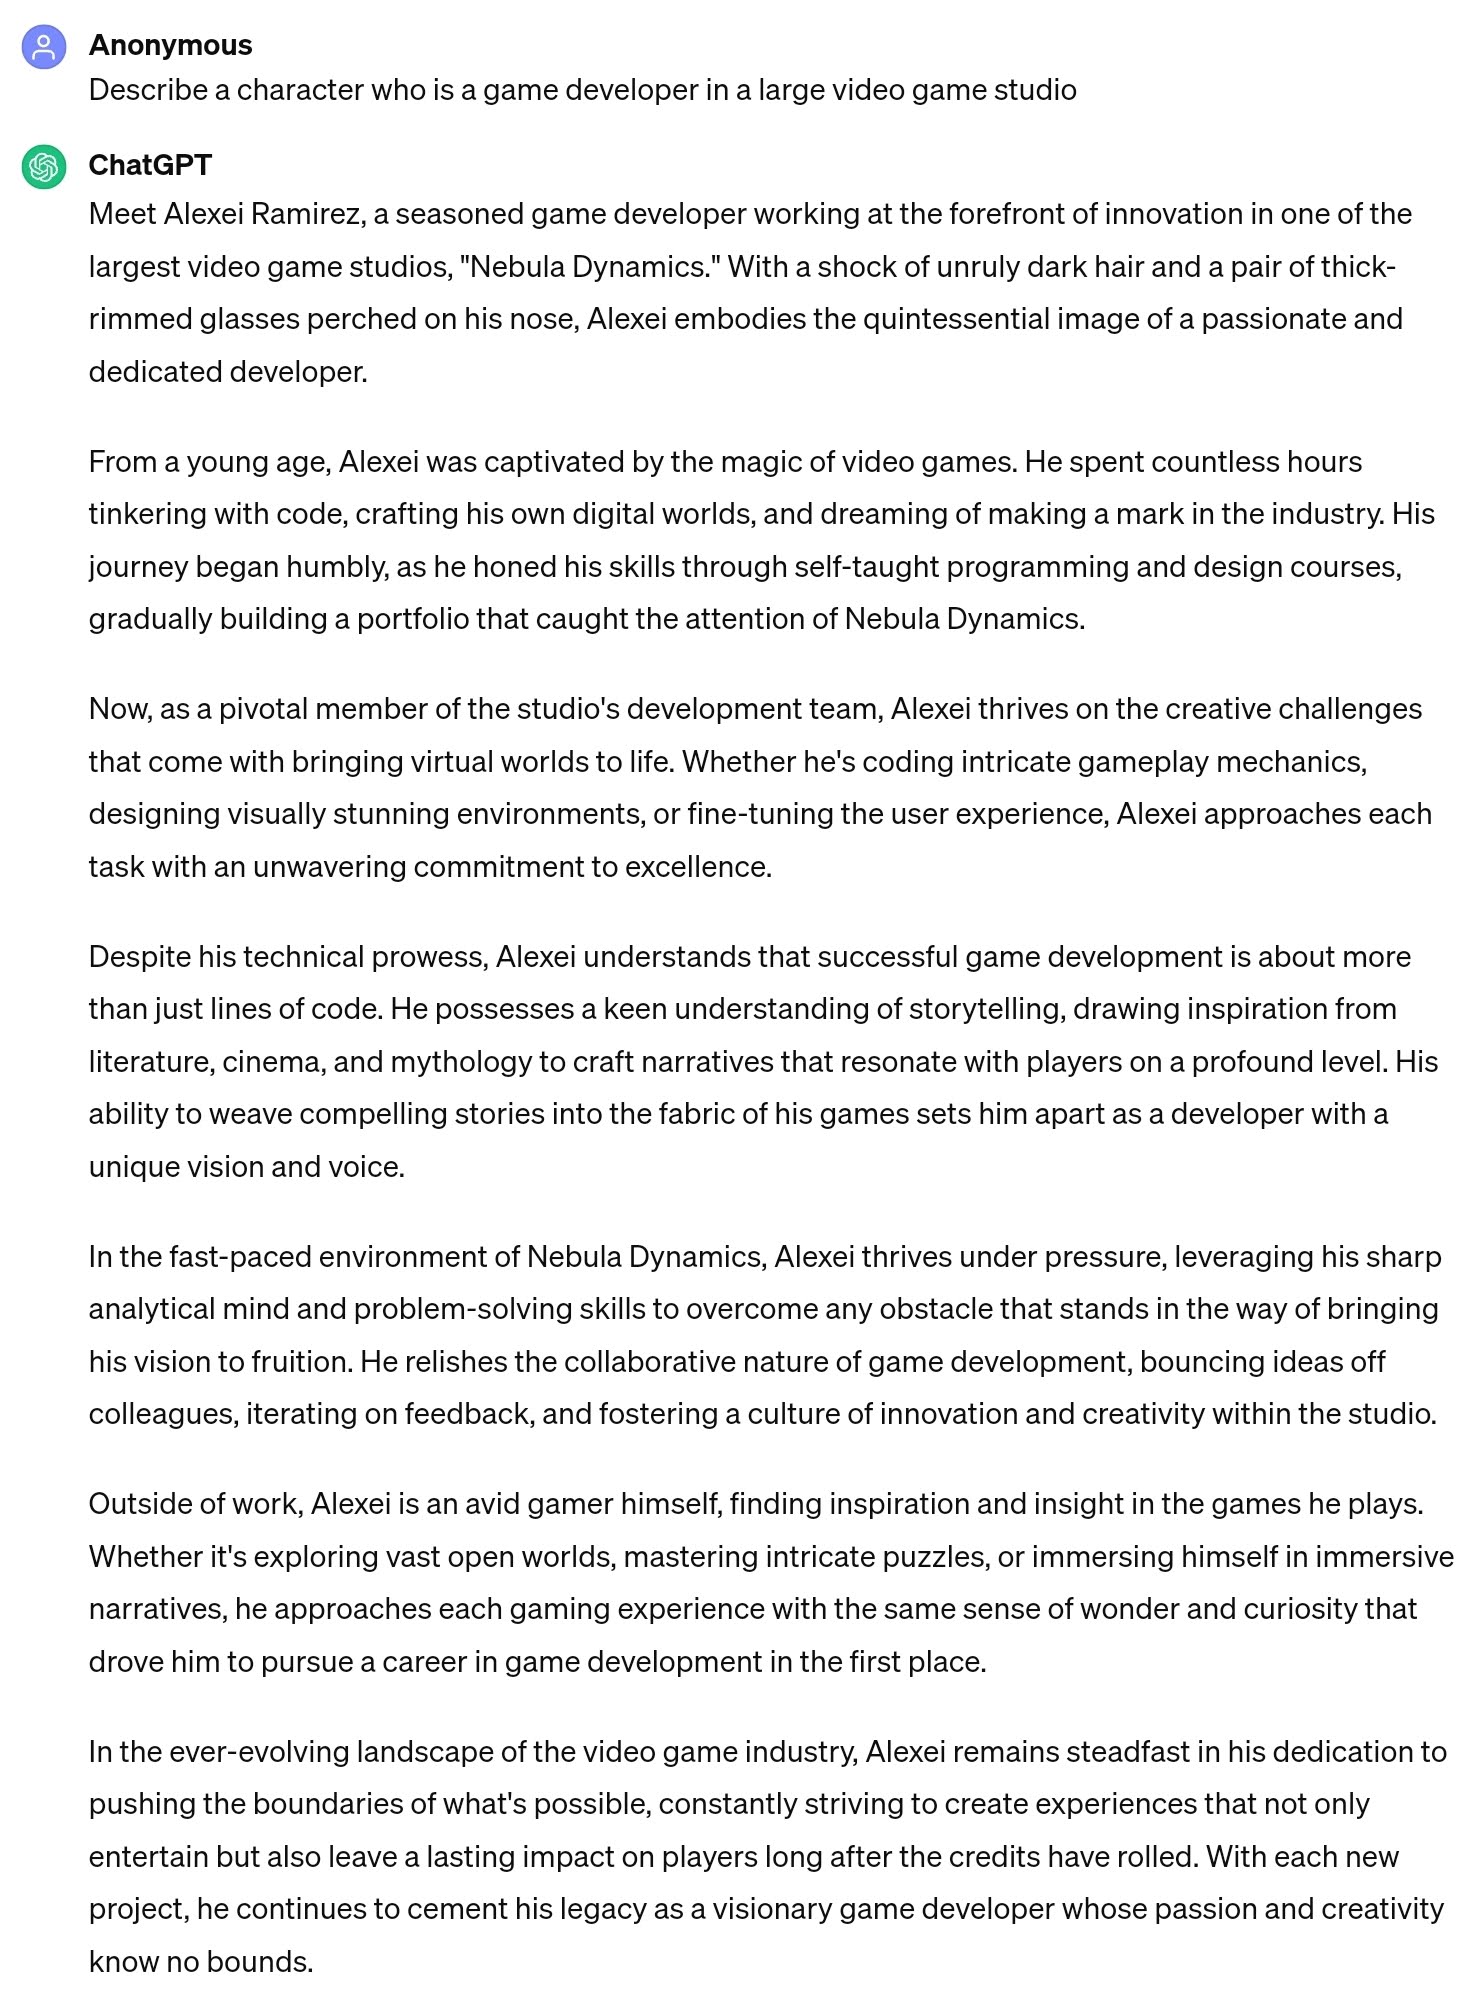 Anonymous
Describe a character who is a game developer in a large video game studio
ChatGPT
Meet Alexei Ramirez, a seasoned game developer working at the forefront of innovation in one of the
largest video game studios, "Nebula Dynamics." With a shock of unruly dark hair and a pair of thick-
rimmed glasses perched on his nose, Alexei embodies the quintessential image of a passionate and
dedicated developer.
From a young age, Alexei was captivated by the magic of video games. He spent countless hours
tinkering with code, crafting his own digital worlds, and dreaming of making a mark in the industry. His
journey began humbly, as he honed his skills through self-taught programming and design courses,
gradually building a portfolio that caught the attention of Nebula Dynamics.
Now, as a pivotal member of the studio's development team, Alexei thrives on the creative challenges
that come with bringing virtual worlds to life. Whether he's coding intricate gameplay mechanics,
designing visually stunning environments, or fine-tuning the user experience, Alexei approaches each
task with an unwavering commitment to excellence.
Despite his technical prowess, Alexei understands that successful game development is about more
than just lines of code. He possesses a keen understanding of storytelling, drawing inspiration from
literature, cinema, and mythology to craft narratives that resonate with players on a profound level. His
ability to weave compelling stories into the fabric of his games sets him apart as a developer with a
unique vision and voice.
In the fast-paced environment of Nebula Dynamics, Alexei thrives under pressure, leveraging his sharp
analytical mind and problem-solving skills to overcome any obstacle that stands in the way of bringing
his vision to fruition. He relishes the collaborative nature of game development, bouncing ideas off
colleagues, iterating on feedback, and fostering a culture of innovation and creativity within the studio.
Outside of work, Alexei is an avid gamer himself, finding inspiration and insight in the games he plays.
Whether it's exploring vast open worlds, mastering intricate puzzles, or immersing himself in immersive
narratives, he approaches each gaming experience with the same sense of wonder and curiosity that
drove him to pursue a career in game development in the first place.
In the ever-evolving landscape of the video game industry, Alexei remains steadfast in his dedication to
pushing the boundaries of what's possible, constantly striving to create experiences that not only
entertain but also leave a lasting impact on players long after the credits have rolled. With each new
project, he continues to cement his legacy as a visionary game developer whose passion and creativity
know no bounds.